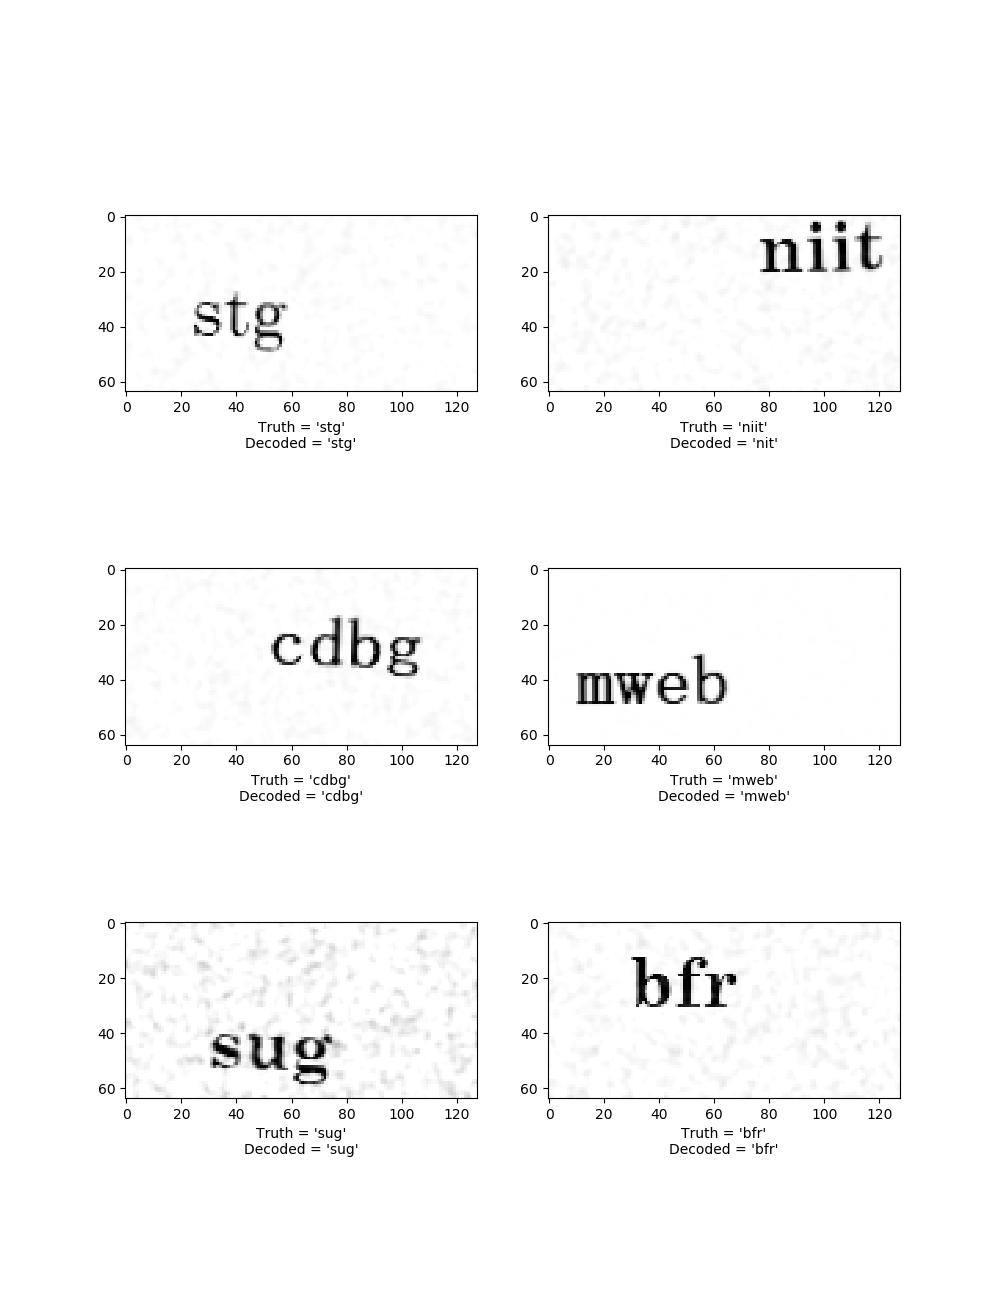 0
20
40
60
stg
0 20 40 60 80 100 120
Truth = 'stg'
Decoded = 'stg'
0
20
40
60
niit
0 20 40 60 80 100 120
Truth = 'niit'
Decoded = 'nit'
0
20
40
60
cdbg
0 20 40 60 80 100 120
Truth = 'cdbg'
Decoded = 'cdbg'
0
20
40
60
mweb
0 20 40 60 80 100 120
Truth = 'mweb'
Decoded = 'mweb'
0
20
40
60
sug
0 20 40 60 80 100 120
Truth = 'sug'
Decoded = 'sug'
0
20
40
60
bfr
0 20 40 60 80 100 120
Truth = 'bfr'
Decoded = 'bfr'